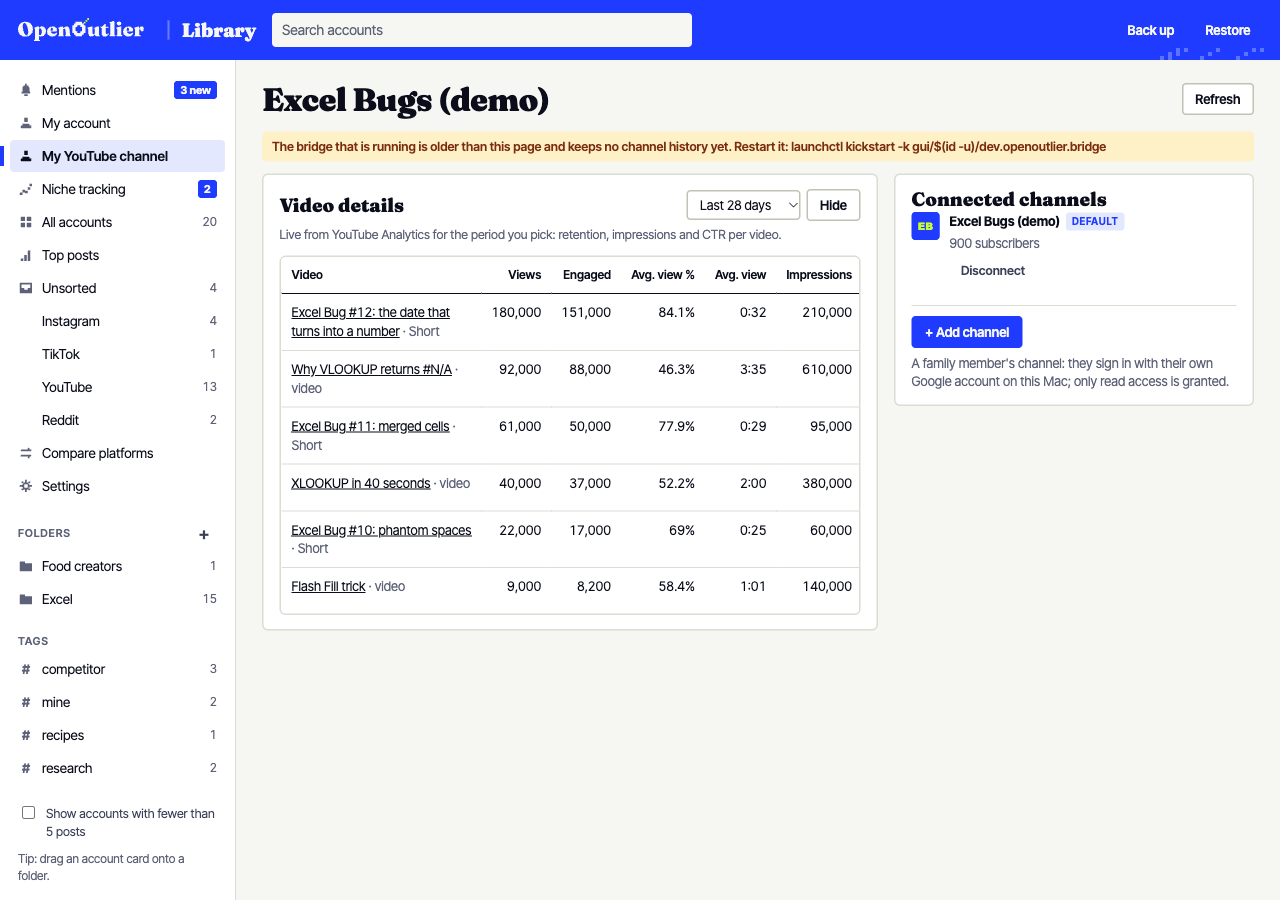 OpenOutlier
Library
Search accounts
Back up
Restore
Mentions
3 new
My account
My YouTube channel
Niche tracking
2
All accounts
20
Top posts
Unsorted
4
Instagram
4
TikTok
1
YouTube
13
Reddit
2
Compare platforms
Settings
FOLDERS
+
Food creators
1
Excel
15
TAGS
# competitor
3
# mine
2
# recipes
1
# research
2
Show accounts with fewer than
5 posts
Tip: drag an account card onto a
folder.
Excel Bugs (demo)
Refresh
The bridge that is running is older than this page and keeps no channel history yet. Restart it: launchctl kickstart -k gui/$(id -u)/dev.openoutlier.bridge
Video details
Last 28 days
Hide
Live from YouTube Analytics for the period you pick: retention, impressions and CTR per video.
Video Views Engaged Avg. view % Avg. view Impressions
Excel Bug #12: the date that 180,000 151,000 84.1% 0:32 210,000
turns into a number · Short
Why VLOOKUP returns #N/A · 92,000 88,000 46.3% 3:35 610,000
video
Excel Bug #11: merged cells · 61,000 50,000 77.9% 0:29 95,000
Short
XLOOKUP in 40 seconds · video 40,000 37,000 52.2% 2:00 380,000
Excel Bug #10: phantom spaces 22,000 17,000 69% 0:25 60,000
· Short
Flash Fill trick · video 9,000 8,200 58.4% 1:01 140,000
Connected channels
EB
Excel Bugs (demo) DEFAULT
900 subscribers
Disconnect
+ Add channel
A family member's channel: they sign in with their own
Google account on this Mac; only read access is granted.